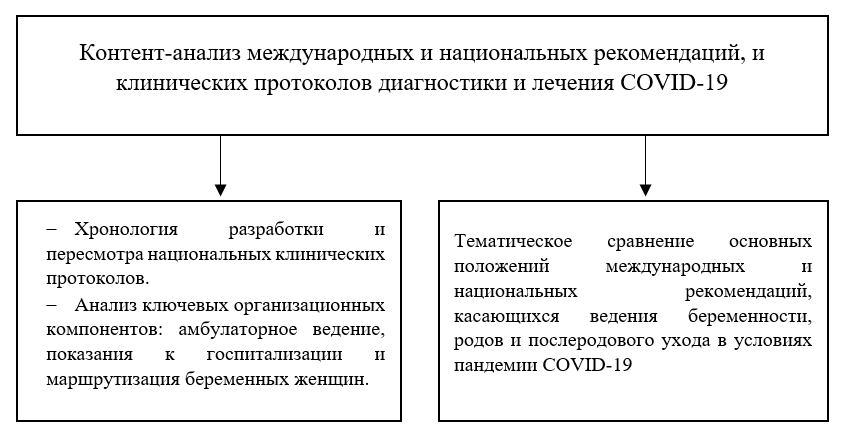 Контент-анализ международных и национальных рекомендаций, и
клинических протоколов диагностики и лечения COVID-19
– Хронология разработки и
пересмотра национальных клинических
протоколов.
– Анализ ключевых организационных
компонентов: амбулаторное ведение,
показания к госпитализации и
маршрутизация беременных женщин.
Тематическое сравнение основных
положений международных и
национальных рекомендаций,
касающихся ведения беременности,
родов и послеродового ухода в условиях
пандемии COVID-19